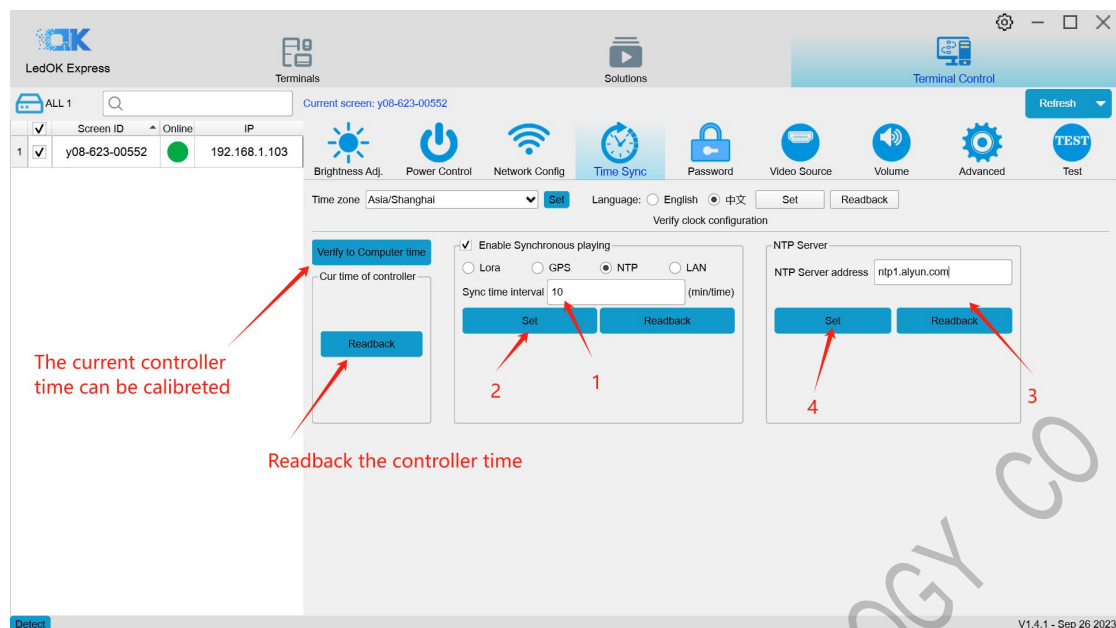 LedOK Express
Terminals
Solutions
Terminal Control
ALL 1
Current screen: y08-623-00552
Refresh
Screen ID Online IP
1 y08-623-00552 192.168.1.103
Brightness Adj. Power Control Network Config Time Sync Password Video Source Volume Advanced TEST Test
Time zone Asia/Shanghai Set Language: English 中文 Set Readback
Verify clock configuration
Verify to Computer time
Cur time of controller
Readback
Enable Synchronous playing
Lora GPS NTP LAN
Sync time interval 10 (min/time)
Set Readback
NTP Server
NTP Server address ntp1.alyun.com
Set Readback
The current controller
time can be calibreted
Readback the controller time
2
1
4
3
OGY CO
Detect
V1.4.1 - Sep 26 2023